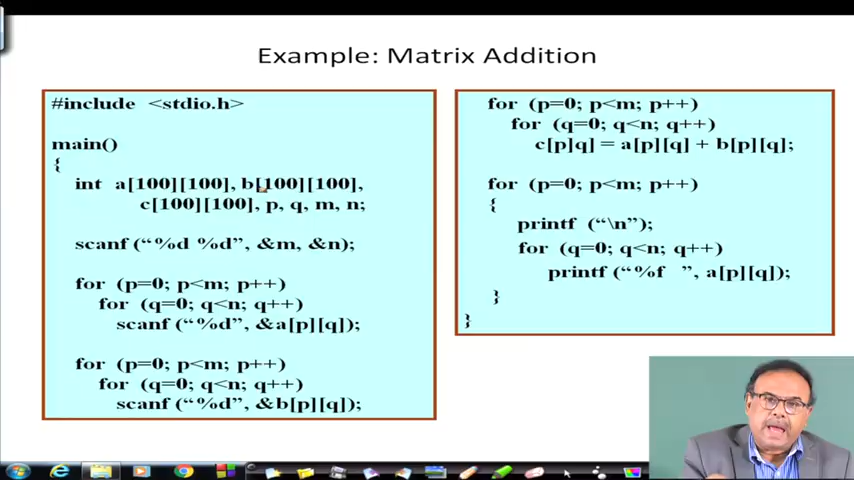 Example: Matrix Addition
#include <stdio.h>
main()
{
int a[100][100], b[100][100],
c[100][100], p, q, m, n;
scanf (“%d %d”, &m, &n);
for (p=0; p<m; p++)
for (q=0; q<n; q++)
scanf (“%d”, &a[p][q]);
for (p=0; p<m; p++)
for (q=0; q<n; q++)
scanf (“%d”, &b[p][q]);
for (p=0; p<m; p++)
for (q=0; q<n; q++)
c[p]q] = a[p][q] + b[p][q];
for (p=0; p<m; p++)
{
printf (“\n”);
for (q=0; q<n; q++)
printf (“%f ”, a[p][q]);
}
}